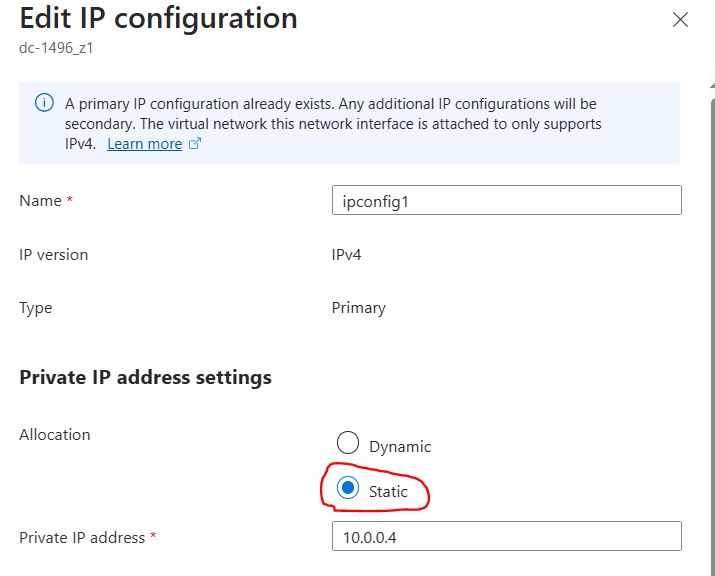 Edit IP configuration
dc-1496_z1
A primary IP configuration already exists. Any additional IP configurations will be
secondary. The virtual network this network interface is attached to only supports
IPv4. Learn more
Name *
ipconfig1
IP version
IPv4
Type
Primary
Private IP address settings
Allocation
Dynamic
Static
Private IP address *
10.0.0.4